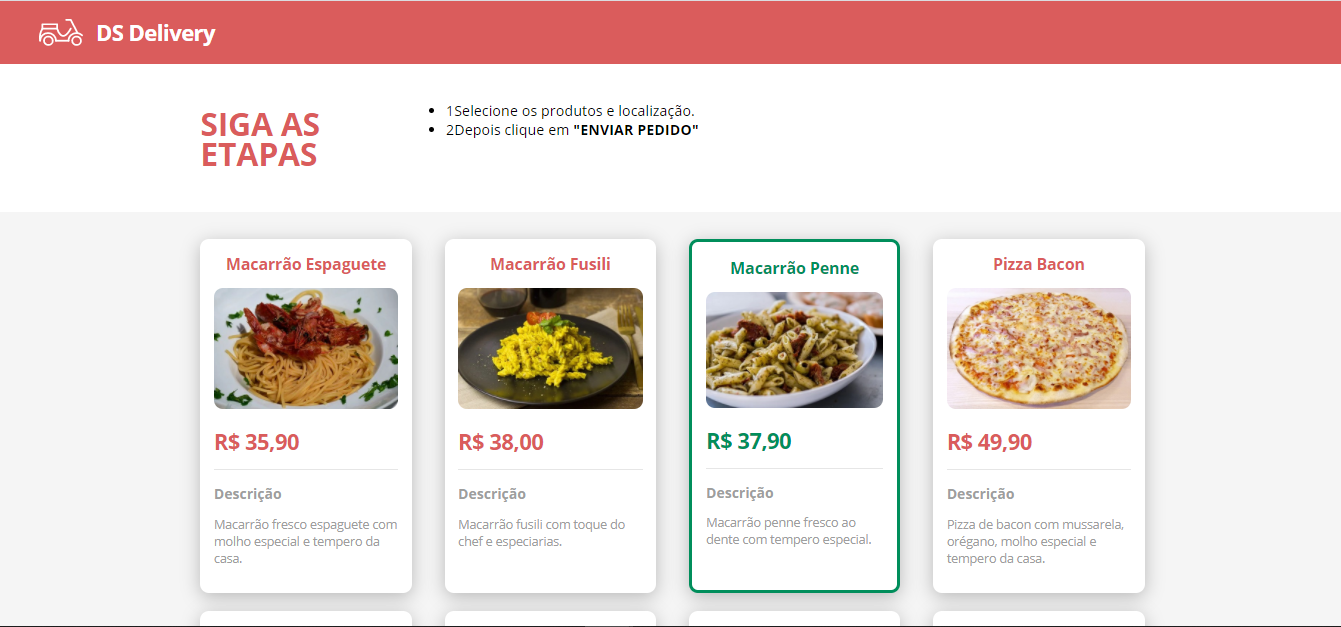 DS Delivery
SIGA AS
ETAPAS
1Selecione os produtos e localização.
2Depois clique em "ENVIAR PEDIDO"
Macarrão Espaguete
R$ 35,90
Descrição
Macarrão fresco espaguete com
molho especial e tempero da
casa.
Macarrão Fusili
R$ 38,00
Descrição
Macarrão fusili com toque do
chef e especiarias.
Macarrão Penne
R$ 37,90
Descrição
Macarrão penne fresco ao
dente com tempero especial.
Pizza Bacon
R$ 49,90
Descrição
Pizza de bacon com mussarela,
orégano, molho especial e
tempero da casa.